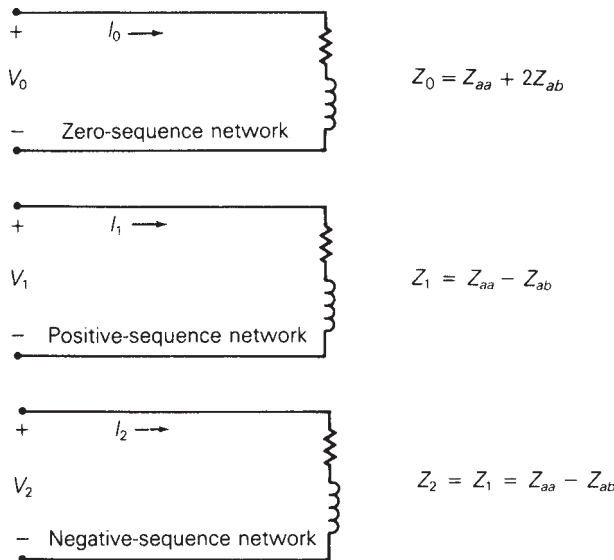 + I₀ →
V₀ Z₀ = Zₐₐ + 2Zₐb
− Zero-sequence network
+ I₁ →
V₁ Z₁ = Zₐₐ − Zₐb
− Positive-sequence network
+ I₂ →
V₂ Z₂ = Z₁ = Zₐₐ − Zₐb
− Negative-sequence network